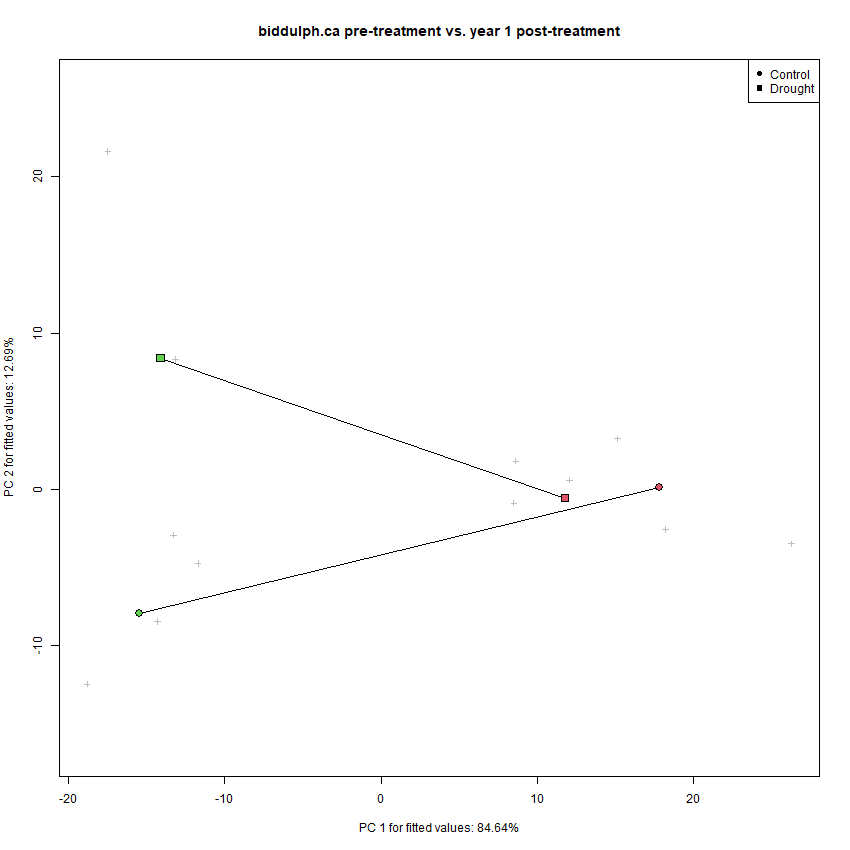 biddulph.ca pre-treatment vs. year 1 post-treatment
Control
Drought
20
10
0
-10
PC 2 for fitted values: 12.69%
-20
-10
0
10
20
PC 1 for fitted values: 84.64%